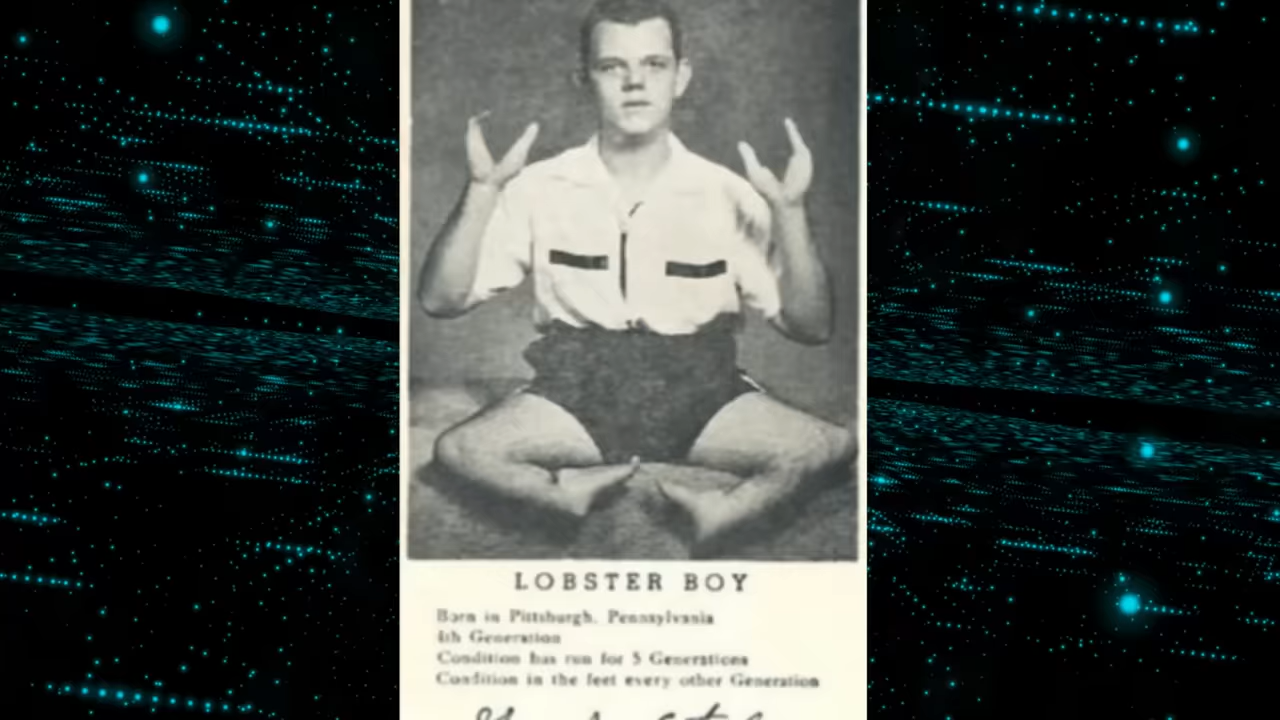 LOBSTER BOY
Born in Pittsburgh, Pennsylvania
4th Generation
Condition has run for 5 Generations
Condition in the feet every other Generation